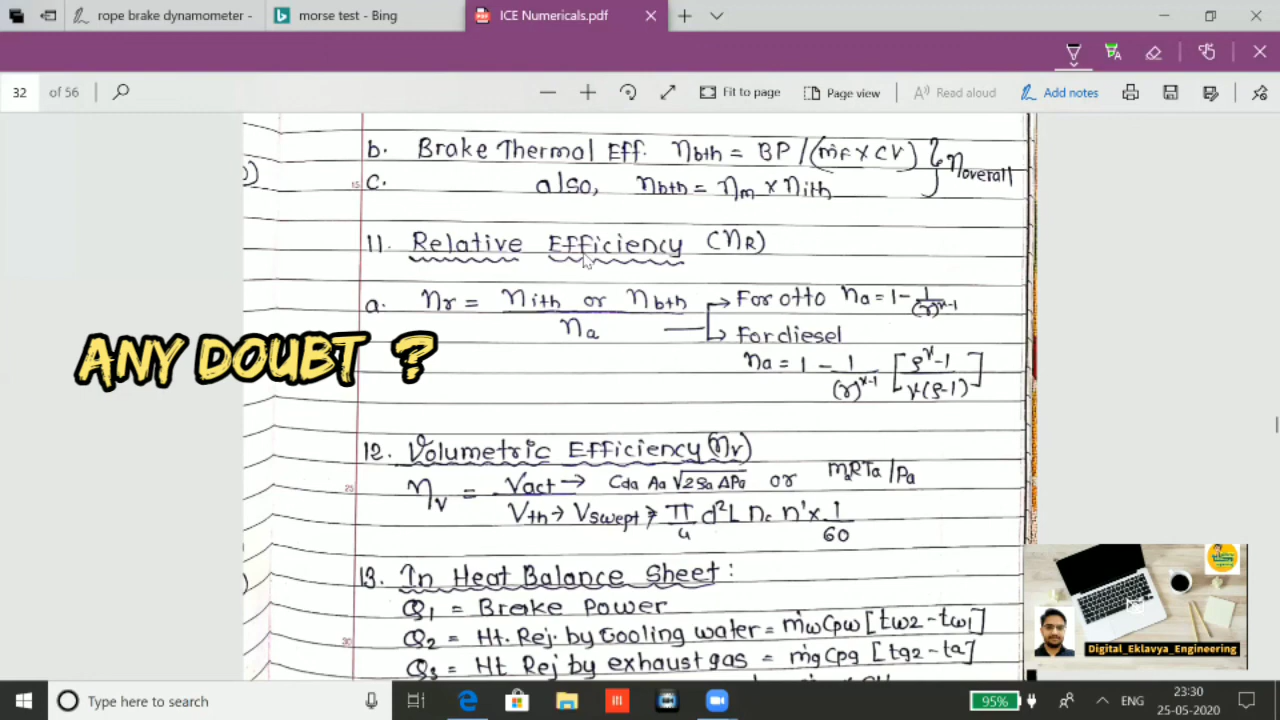 rope brake dynamometer -
morse test - Bing
ICE Numericals.pdf
32 of 56
Fit to page
Page view
Read aloud
Add notes
b. Brake Thermal Eff. ηbth = BP / (ṁf × CV) } ηoverall
15
c. also, ηbth = ηm × ηith
11. Relative Efficiency (ηR)
a. ηr = ηith or ηbth / ηa
→ For otto ηa = 1 - 1/(r)^γ-1
→ For diesel
ηa = 1 - 1/(r)^γ-1 [ρ^γ-1 / γ(ρ-1)]
ANY DOUBT ?
12. Volumetric Efficiency (ηv)
25
ηv = Vact → Cda Aa √2ρaΔPa or maRTa/Pa
Vth → Vswept → π/4 d²L nc n' × 1/60
13. In Heat Balance Sheet :
Q1 = Brake Power
Q2 = Ht. Rej. by cooling water = ṁw Cpw [tw2 - tw1]
30
Q3 = Ht Rej by exhaust gas = ṁg Cpg [tg2 - ta]
Digital_Eklavya_Engineering
Type here to search
95%
ENG
23:30
25-05-2020